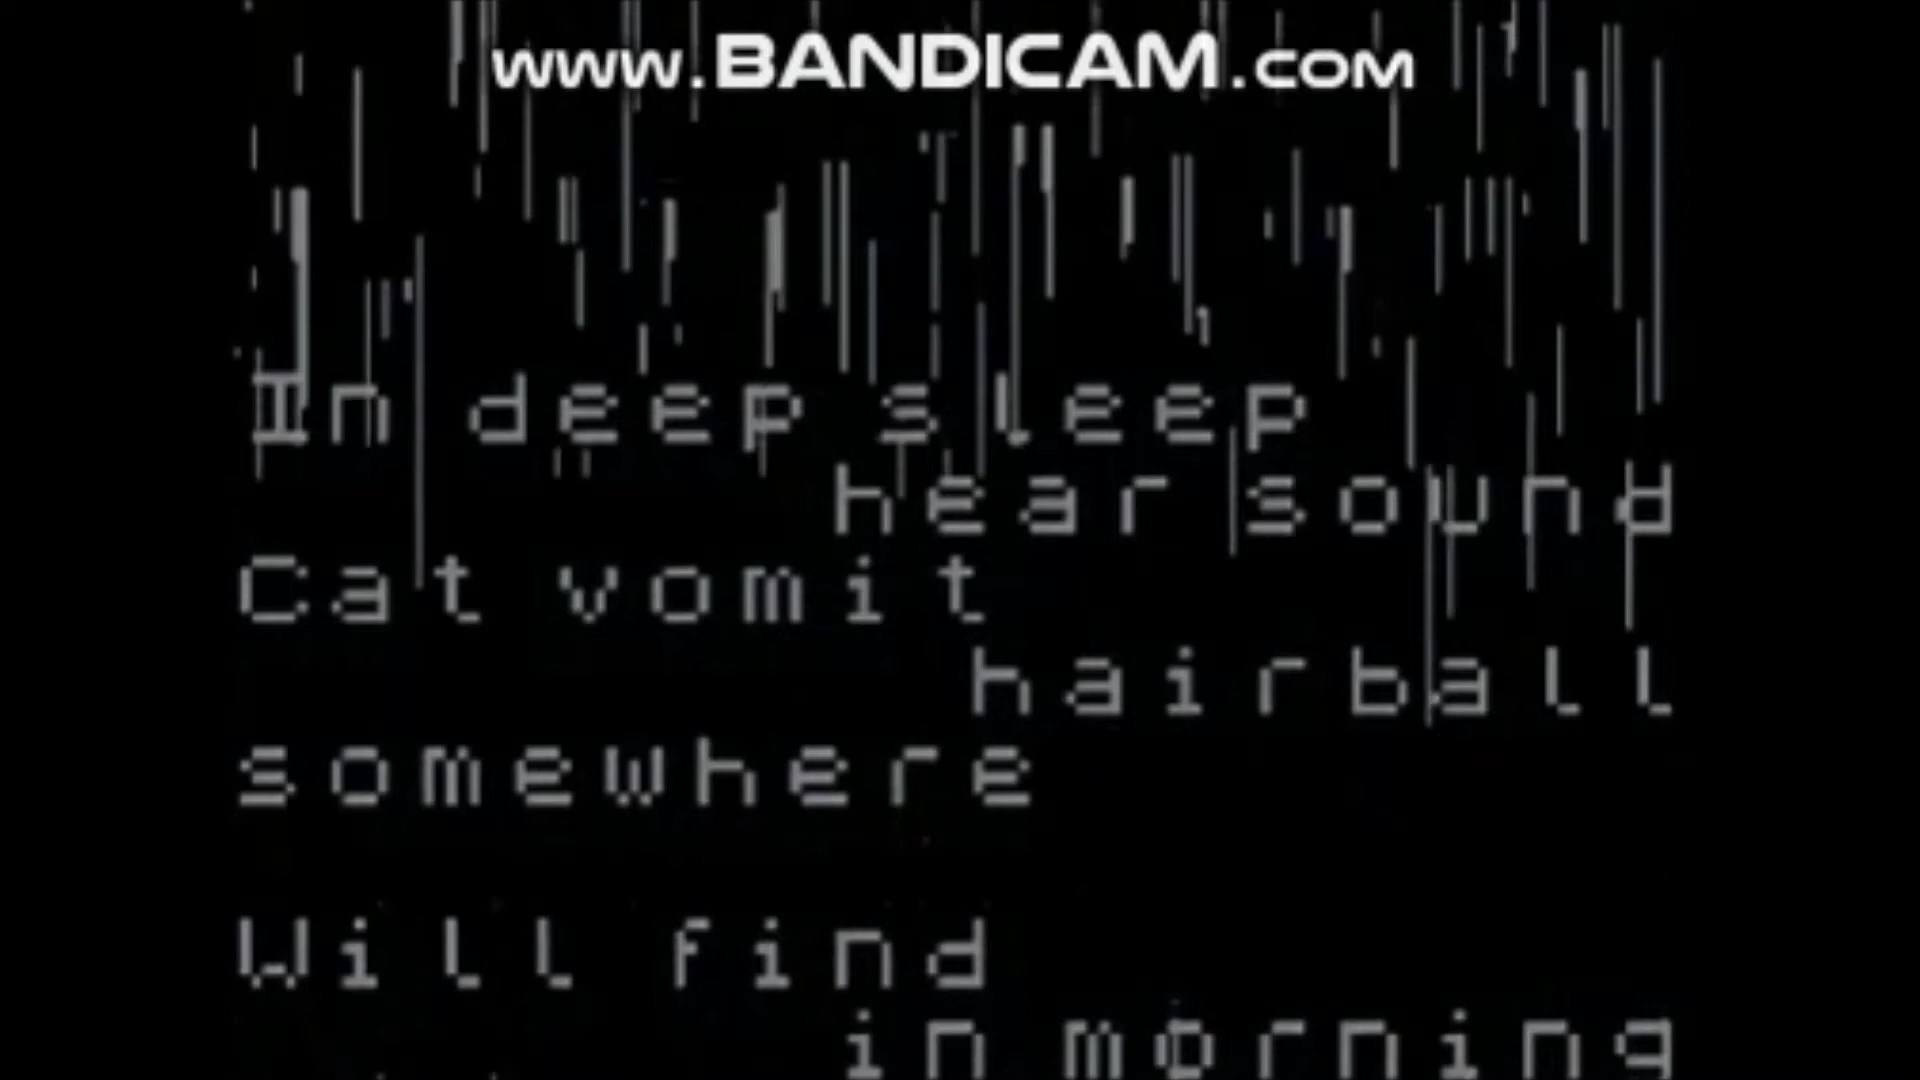 www.BANDICAM.com
In deep sleep
hear sound
Cat vomit
hairball
somewhere
Will find
in morning